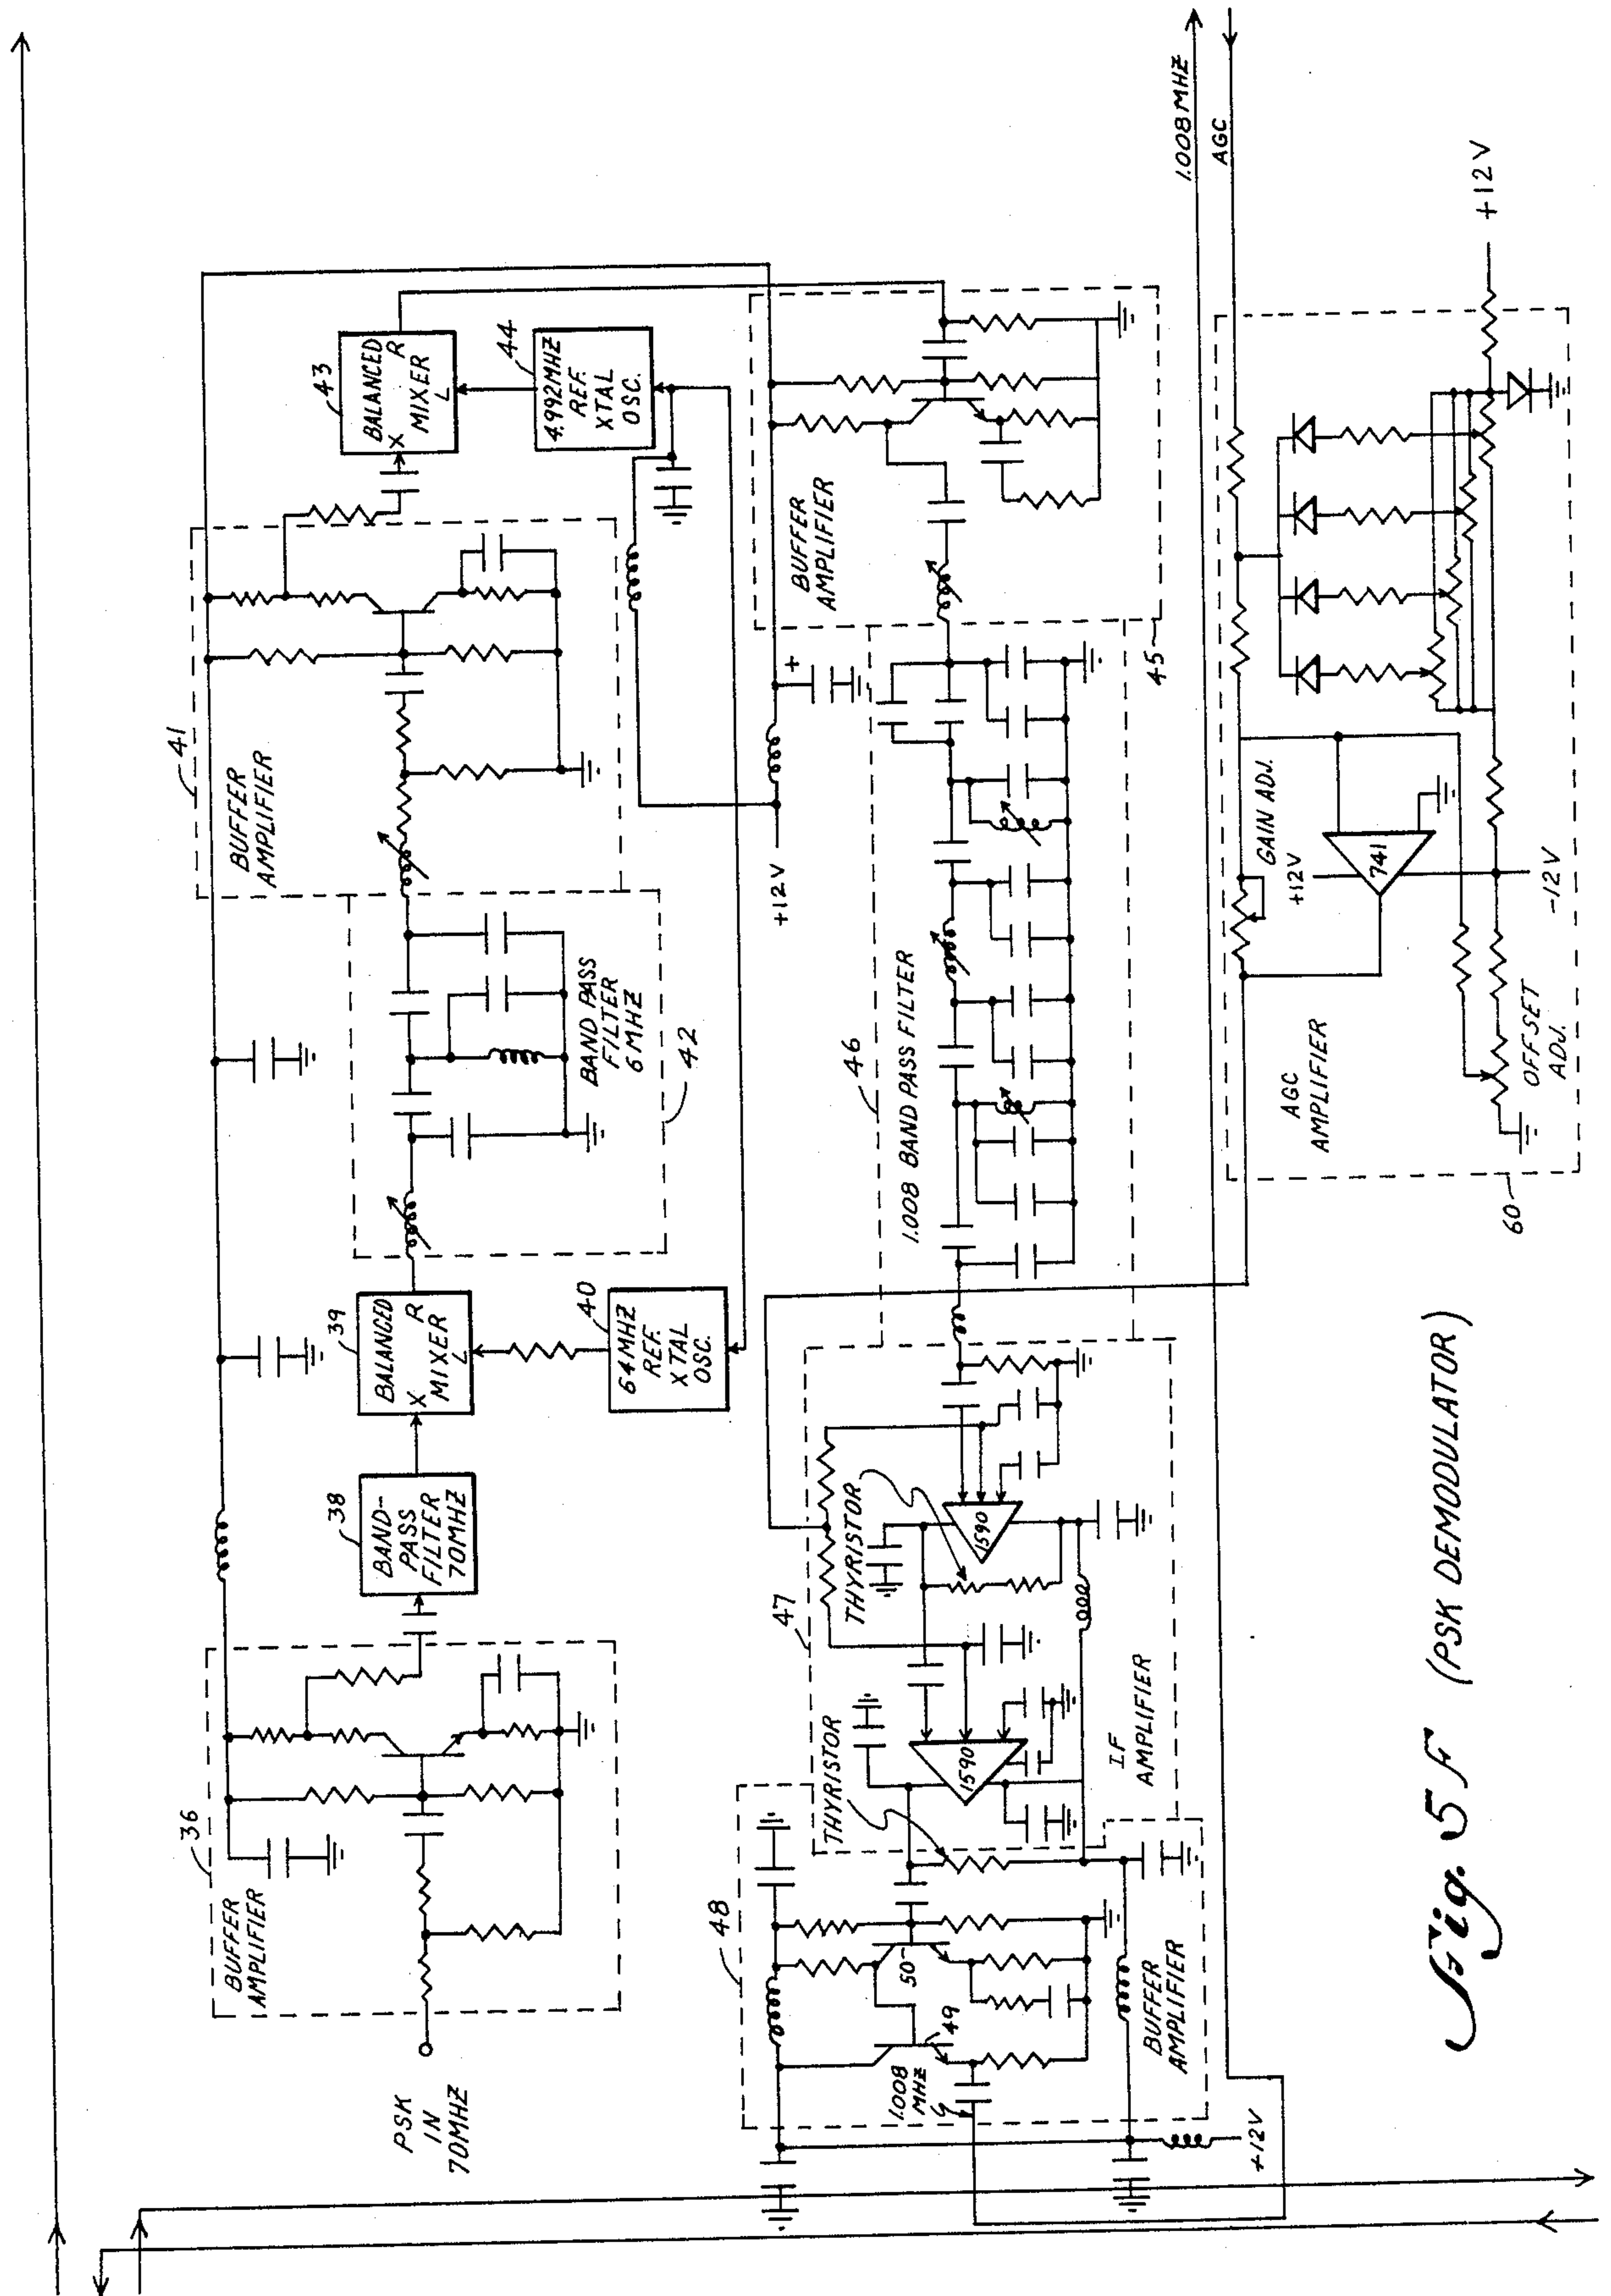 36
BUFFER
AMPLIFIER
PSK
IN
70MHZ
38
BAND-
PASS
FILTER
70MHZ
39
BALANCED
X R
MIXER
L
40
64MHZ
REF.
XTAL
OSC.
42
BAND PASS
FILTER
6MHZ
41
BUFFER
AMPLIFIER
43
BALANCED
X R
MIXER
L
44
4.992MHZ
REF.
XTAL
OSC.
+12V
+
48
50
49
1.008
MHZ
BUFFER
AMPLIFIER
+12V
47
THYRISTOR
THYRISTOR
1590
1590
IF
AMPLIFIER
46
1.008 BAND PASS FILTER
BUFFER
AMPLIFIER
45
1.008MHZ
AGC
60
AGC
AMPLIFIER
GAIN ADJ.
+12V
741
-12V
OFFSET
ADJ.
+12V
Fig. 5F (PSK DEMODULATOR)